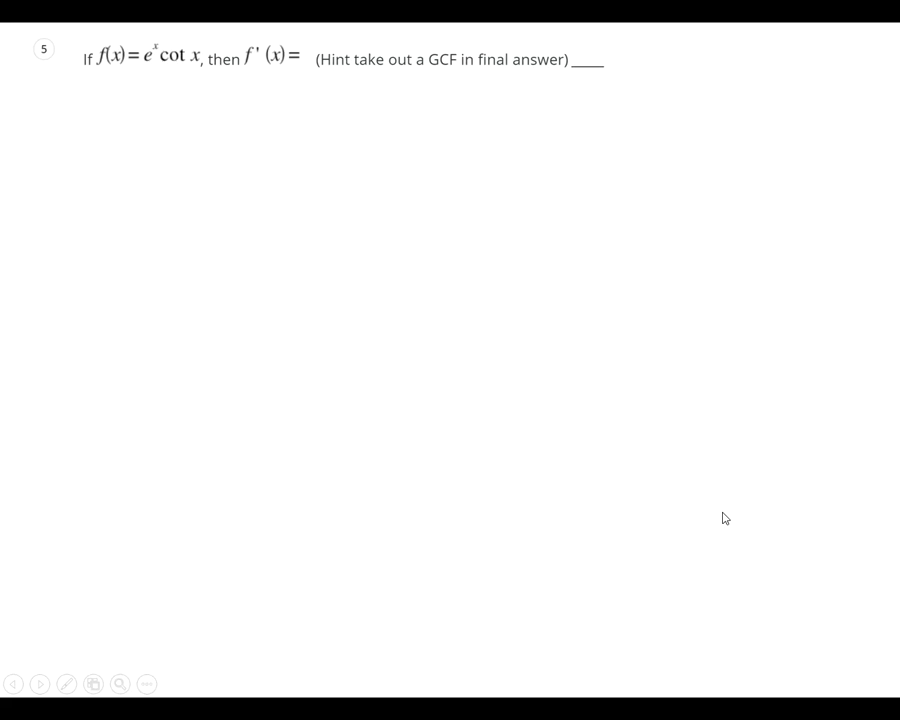 5
If f(x) = e^x cot x, then f ' (x) = (Hint take out a GCF in final answer) _____